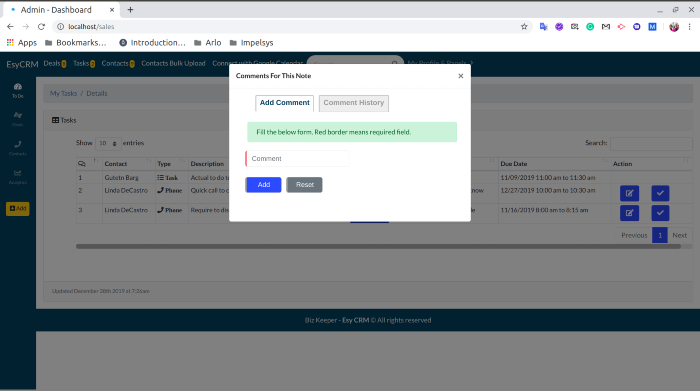 Admin - Dashboard
localhost/sales
Apps Bookmarks... Introduction... Arlo Impelsys
EsyCRM Deals Tasks Contacts Contacts Bulk Upload Connect with Google Calendar My Profile &
To Do
My Tasks / Details
Comments For This Note ×
Add Comment Comment History
Tasks
Fill the below form. Red border means required field.
Show 10 entries Search:
Comment
Contact Type Description Due Date Action
1 Gutstn Barg Task Actual to do t 11/09/2019 11:00 am to 11:30 am
Add Reset
2 Linda DeCastro Phone Quick call to c now 12/27/2019 10:00 am to 10:30 am
3 Linda DeCastro Phone Require to dis 11/16/2019 8:00 am to 8:15 am
Add
Previous 1 Next
Updated December 28th 2019 at 7:26am
Biz Keeper - Esy CRM © All rights reserved